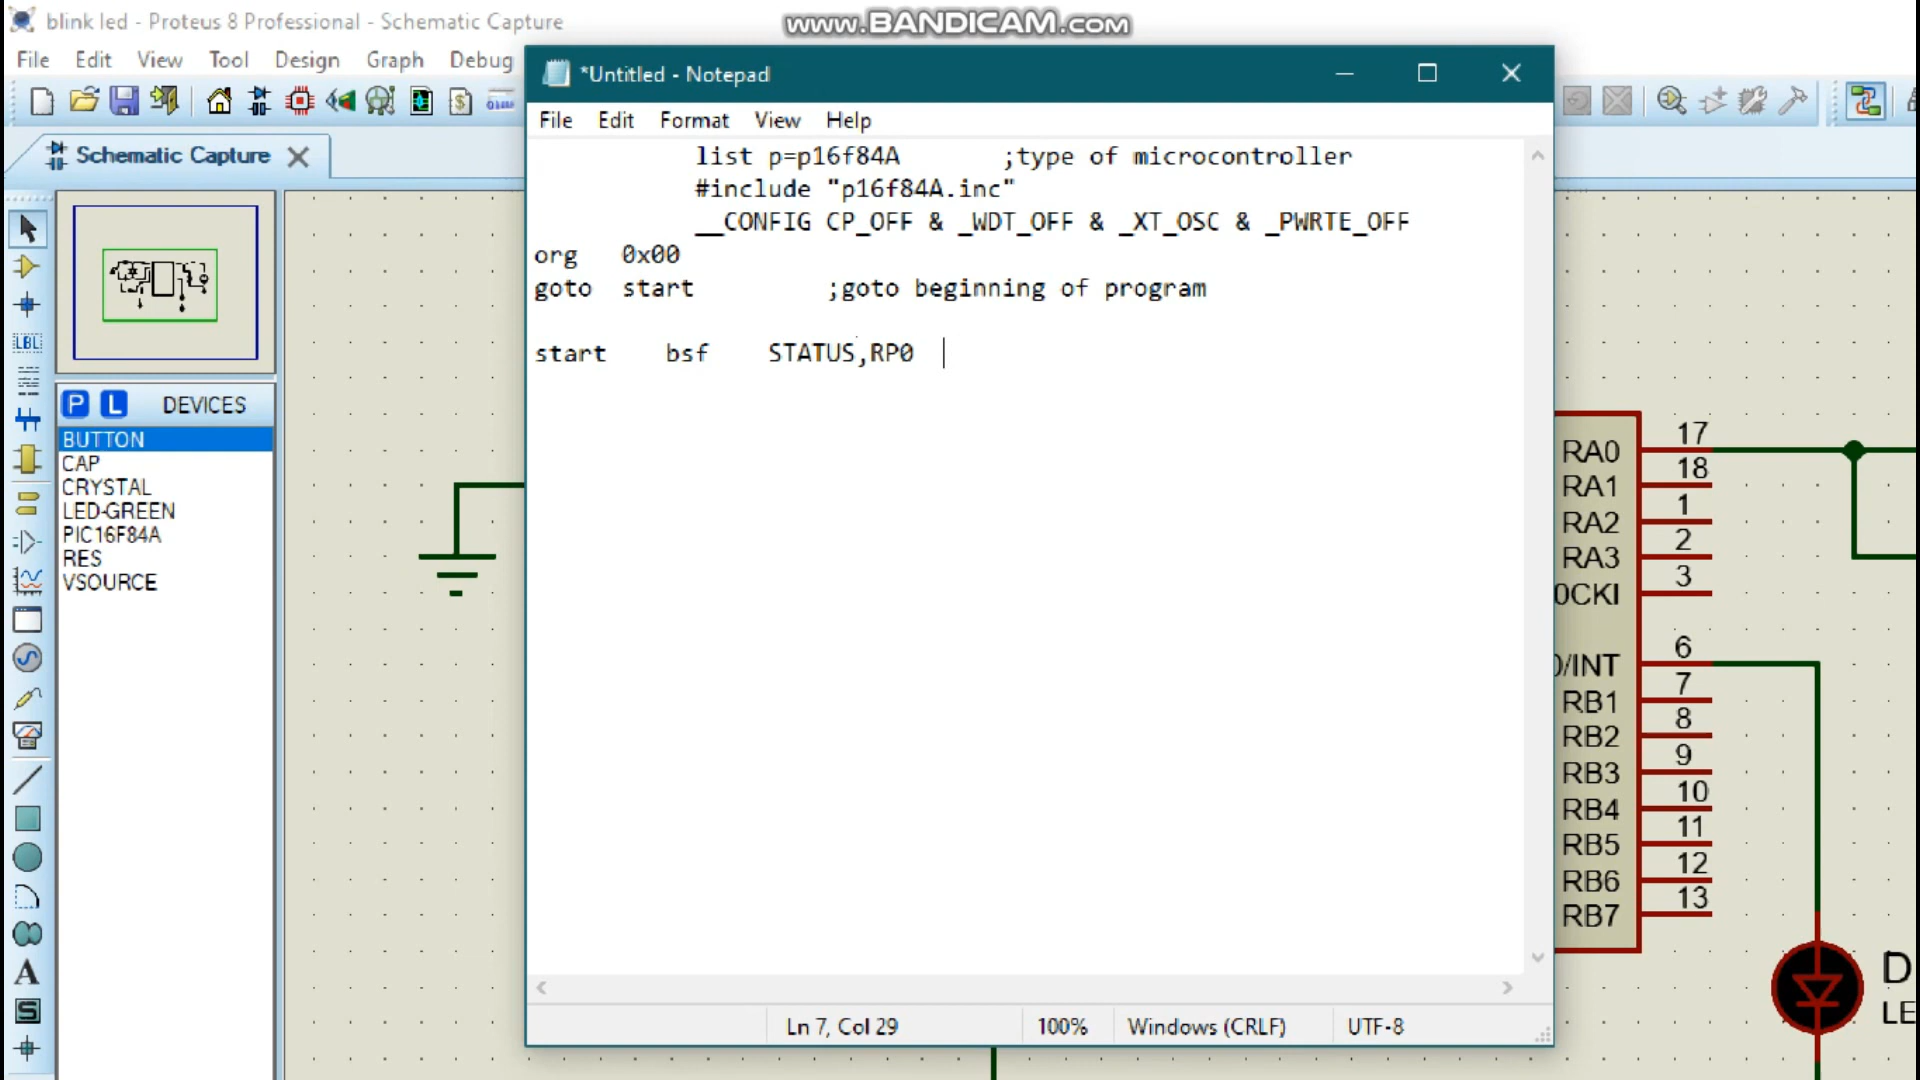 blink led - Proteus 8 Professional - Schematic Capture
www.BANDICAM.com
File Edit View Tool Design Graph Debug
*Untitled - Notepad
File Edit Format View Help
Schematic Capture
list p=p16f84A ;type of microcontroller
#include "p16f84A.inc"
__CONFIG CP_OFF & _WDT_OFF & _XT_OSC & _PWRTE_OFF
org 0x00
goto start ;goto beginning of program
start bsf STATUS,RP0
LBL
P L DEVICES
BUTTON
CAP
CRYSTAL
LED-GREEN
PIC16F84A
RES
VSOURCE
A
S
RA0 17
RA1 18
RA2 1
RA3 2
0CKI 3
0/INT 6
RB1 7
RB2 8
RB3 9
RB4 10
RB5 11
RB6 12
RB7 13
D
LE
Ln 7, Col 29 100% Windows (CRLF) UTF-8